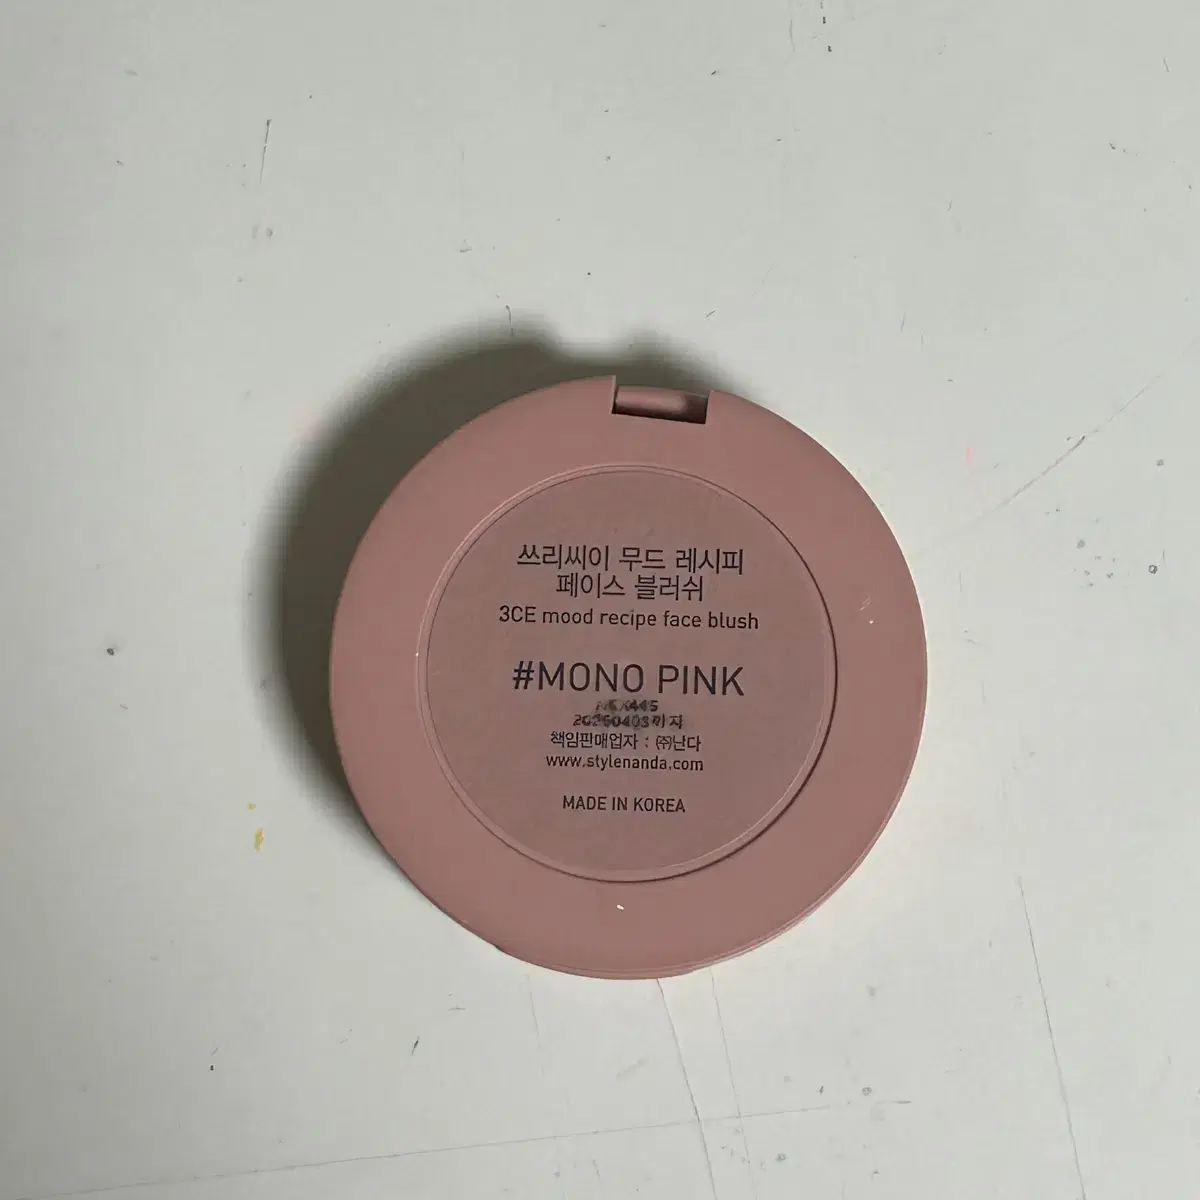 쓰리씨이 무드 레시피
페이스 블러쉬
3CE mood recipe face blush
#MONO PINK
책임판매업자 : ㈜난다
www.stylenanda.com
MADE IN KOREA